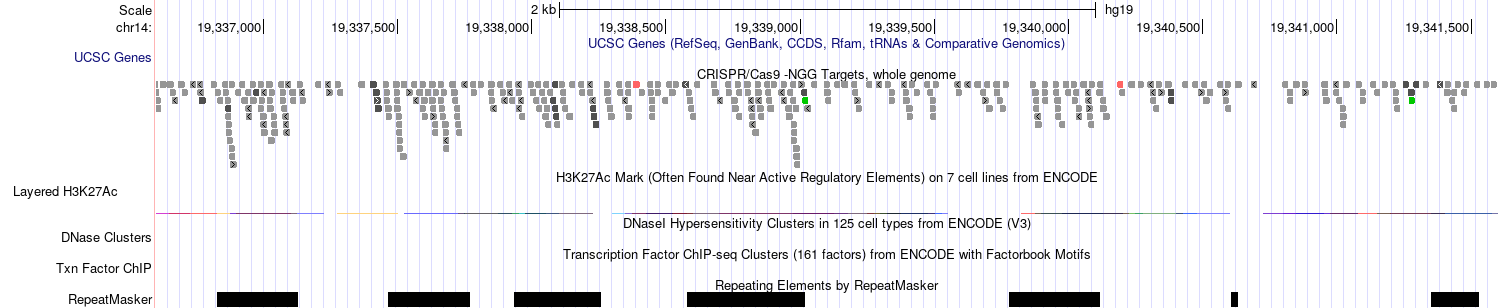 Scale 2 kb hg19
chr14: 19,337,000 19,337,500 19,338,000 19,338,500 19,339,000 19,339,500 19,340,000 19,340,500 19,341,000 19,341,500
UCSC Genes (RefSeq, GenBank, CCDS, Rfam, tRNAs & Comparative Genomics)
UCSC Genes
CRISPR/Cas9 -NGG Targets, whole genome
H3K27Ac Mark (Often Found Near Active Regulatory Elements) on 7 cell lines from ENCODE
Layered H3K27Ac
DNaseI Hypersensitivity Clusters in 125 cell types from ENCODE (V3)
DNase Clusters
Transcription Factor ChIP-seq Clusters (161 factors) from ENCODE with Factorbook Motifs
Txn Factor ChIP
Repeating Elements by RepeatMasker
RepeatMasker